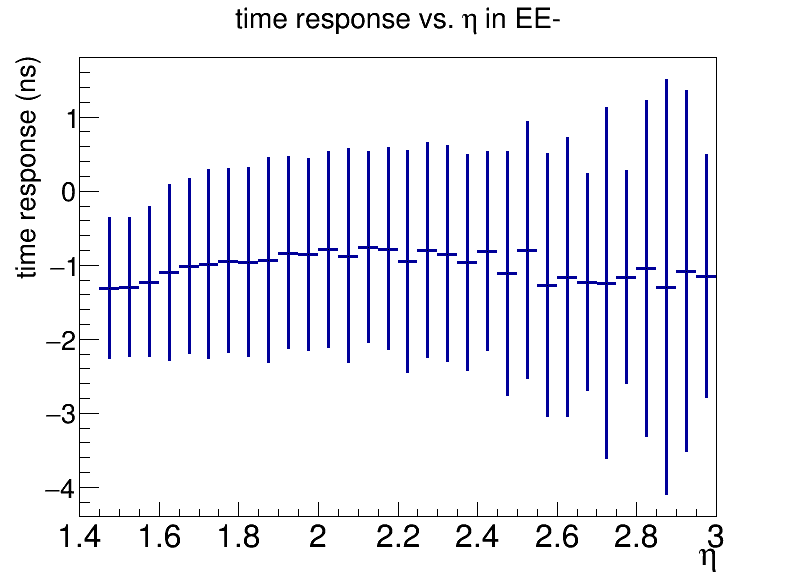 time response vs. η in EE-
time response (ns)
1
0
−1
−2
−3
−4
1.4 1.6 1.8 2 2.2 2.4 2.6 2.8 3
η